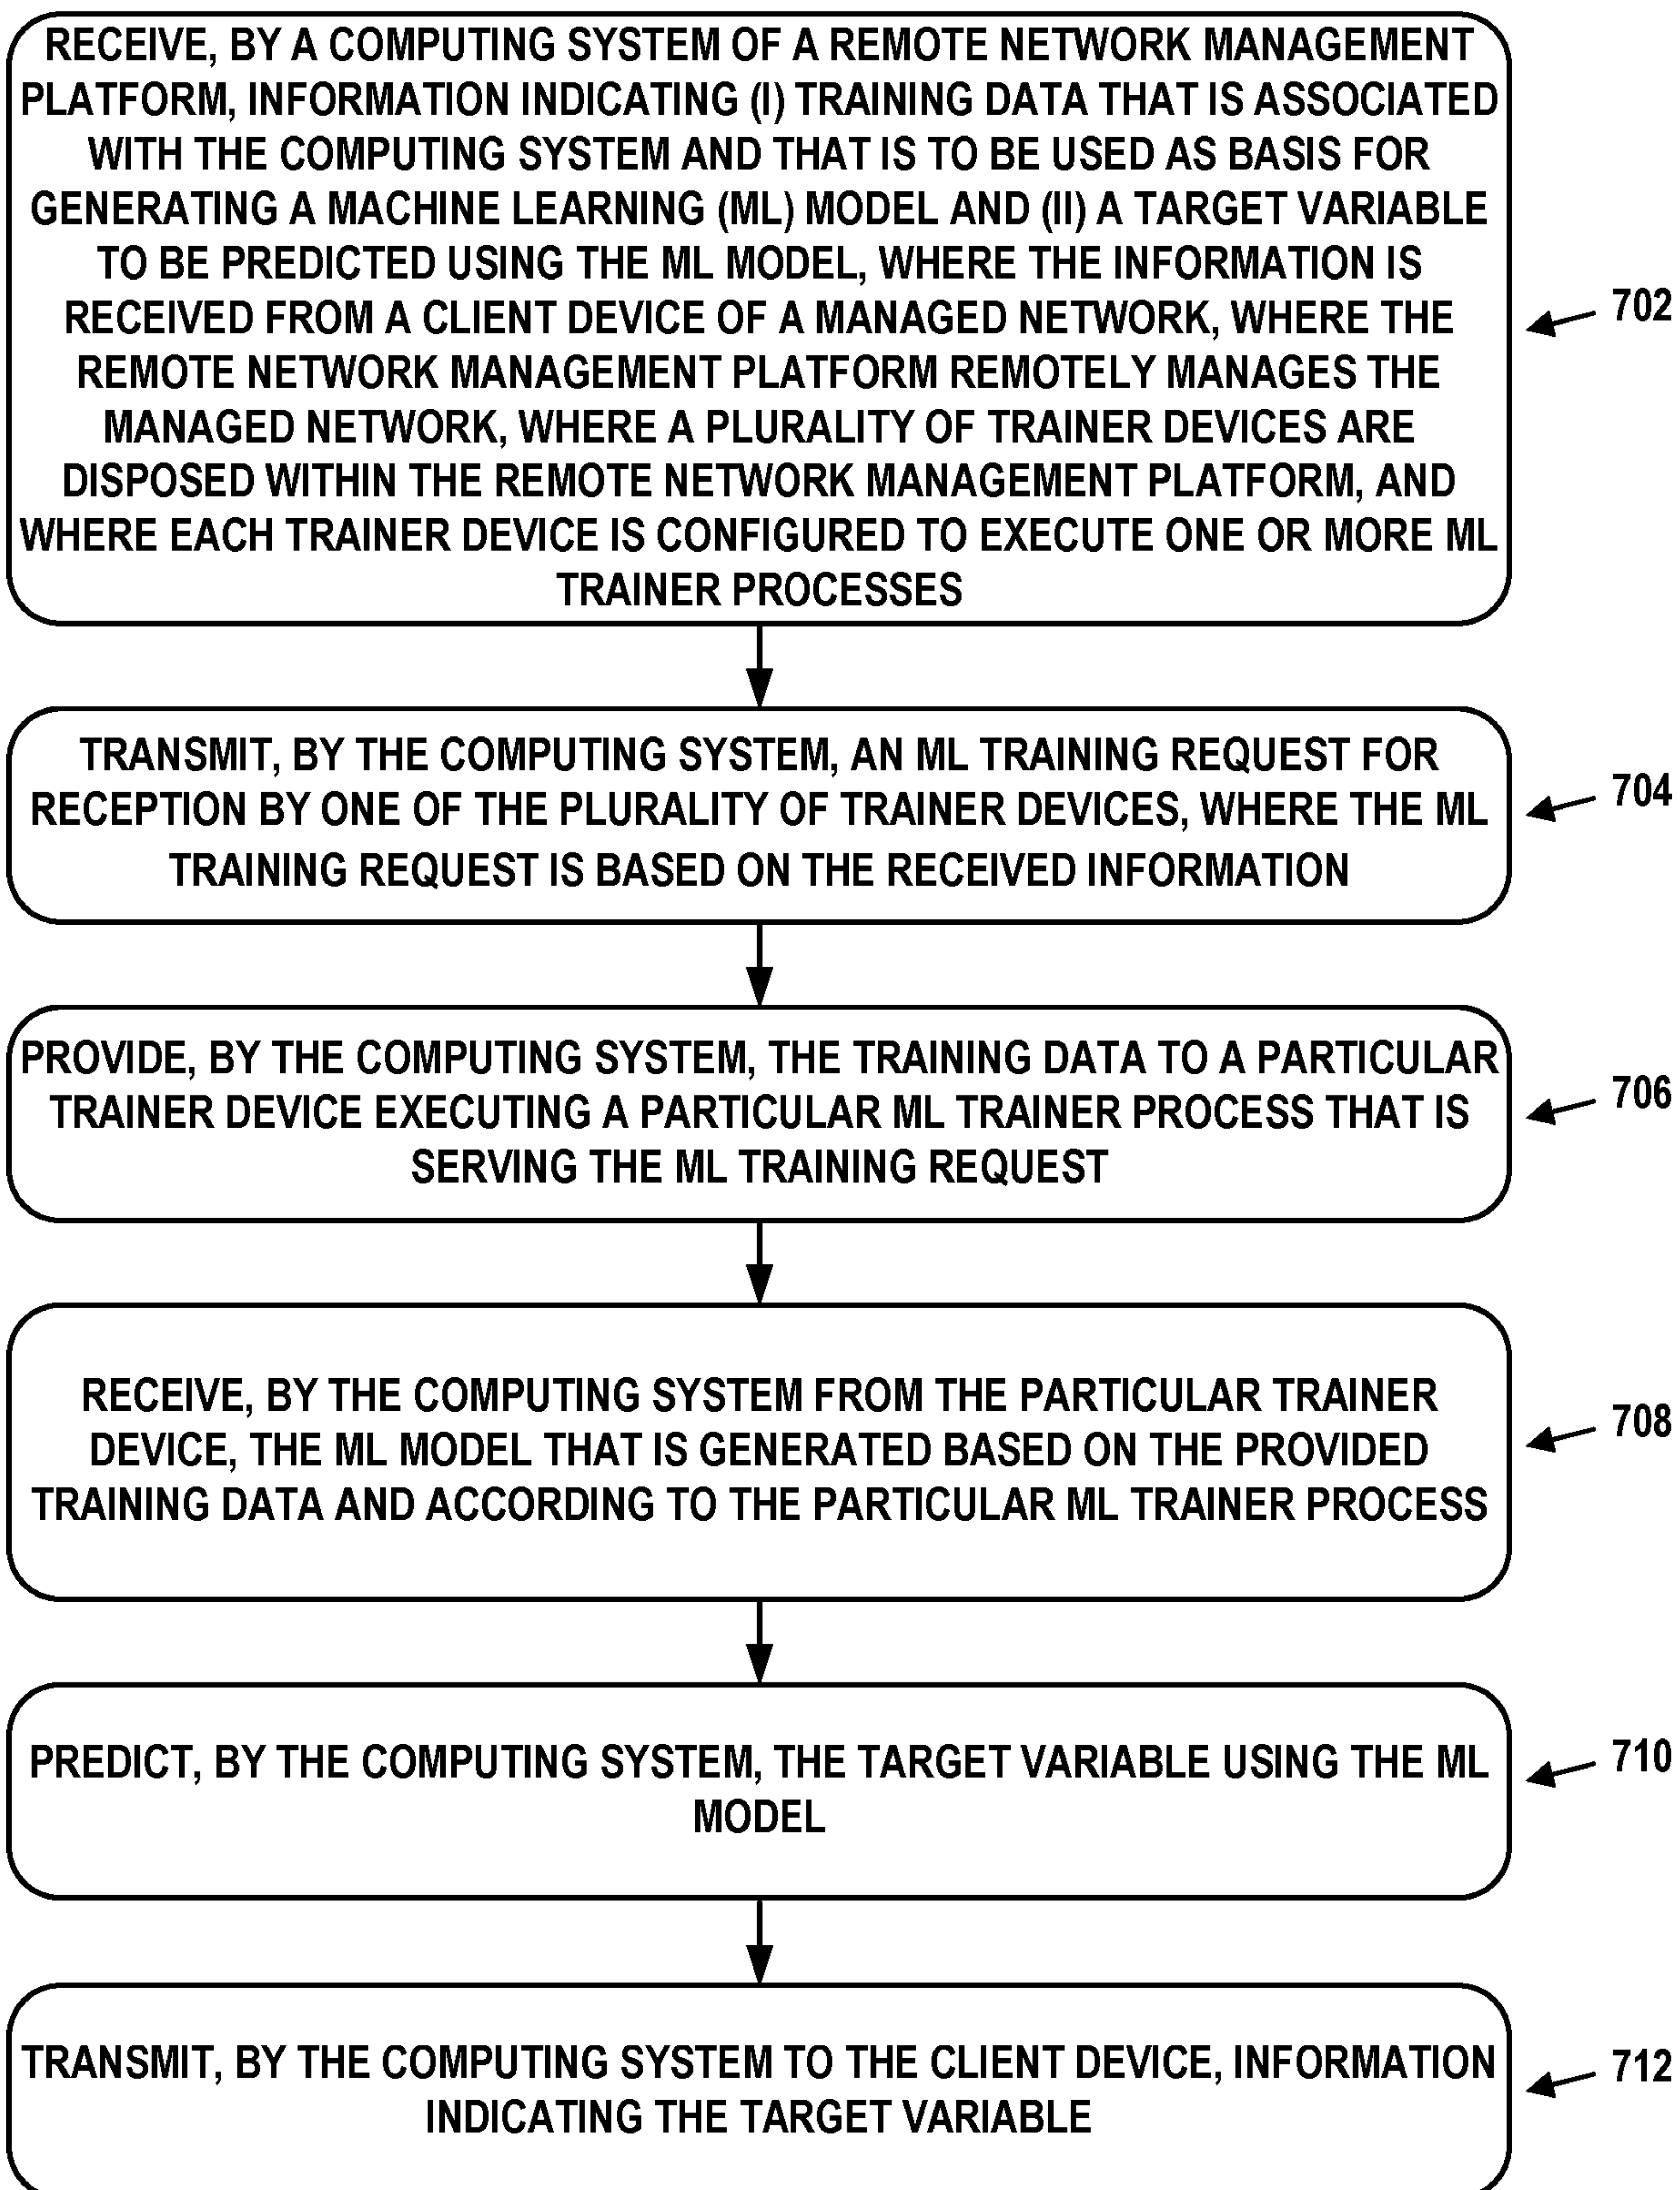 RECEIVE, BY A COMPUTING SYSTEM OF A REMOTE NETWORK MANAGEMENT
PLATFORM, INFORMATION INDICATING (I) TRAINING DATA THAT IS ASSOCIATED
WITH THE COMPUTING SYSTEM AND THAT IS TO BE USED AS BASIS FOR
GENERATING A MACHINE LEARNING (ML) MODEL AND (II) A TARGET VARIABLE
TO BE PREDICTED USING THE ML MODEL, WHERE THE INFORMATION IS
RECEIVED FROM A CLIENT DEVICE OF A MANAGED NETWORK, WHERE THE
REMOTE NETWORK MANAGEMENT PLATFORM REMOTELY MANAGES THE
MANAGED NETWORK, WHERE A PLURALITY OF TRAINER DEVICES ARE
DISPOSED WITHIN THE REMOTE NETWORK MANAGEMENT PLATFORM, AND
WHERE EACH TRAINER DEVICE IS CONFIGURED TO EXECUTE ONE OR MORE ML
TRAINER PROCESSES
702
TRANSMIT, BY THE COMPUTING SYSTEM, AN ML TRAINING REQUEST FOR
RECEPTION BY ONE OF THE PLURALITY OF TRAINER DEVICES, WHERE THE ML
TRAINING REQUEST IS BASED ON THE RECEIVED INFORMATION
704
PROVIDE, BY THE COMPUTING SYSTEM, THE TRAINING DATA TO A PARTICULAR
TRAINER DEVICE EXECUTING A PARTICULAR ML TRAINER PROCESS THAT IS
SERVING THE ML TRAINING REQUEST
706
RECEIVE, BY THE COMPUTING SYSTEM FROM THE PARTICULAR TRAINER
DEVICE, THE ML MODEL THAT IS GENERATED BASED ON THE PROVIDED
TRAINING DATA AND ACCORDING TO THE PARTICULAR ML TRAINER PROCESS
708
PREDICT, BY THE COMPUTING SYSTEM, THE TARGET VARIABLE USING THE ML
MODEL
710
TRANSMIT, BY THE COMPUTING SYSTEM TO THE CLIENT DEVICE, INFORMATION
INDICATING THE TARGET VARIABLE
712